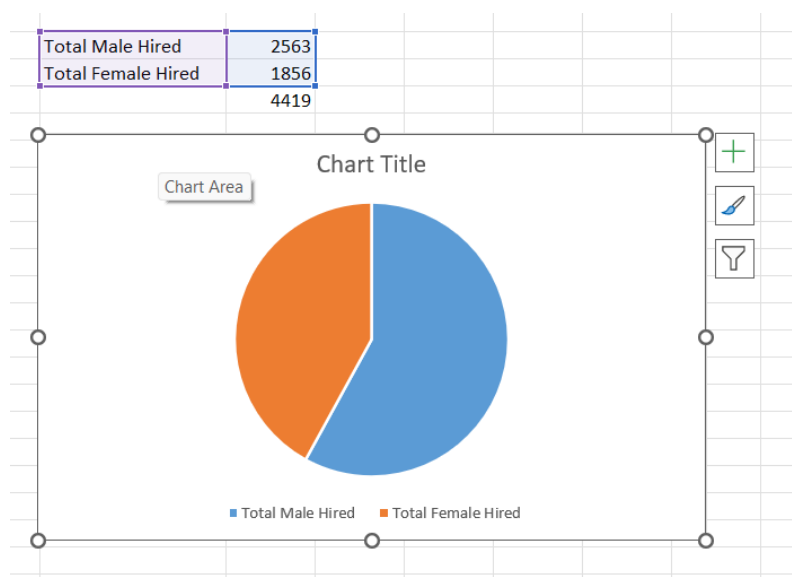 Total Male Hired 2563
Total Female Hired 1856
4419
Chart Title
Chart Area
Total Male Hired Total Female Hired